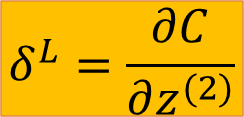 δ^L = ∂C / ∂z^(2)